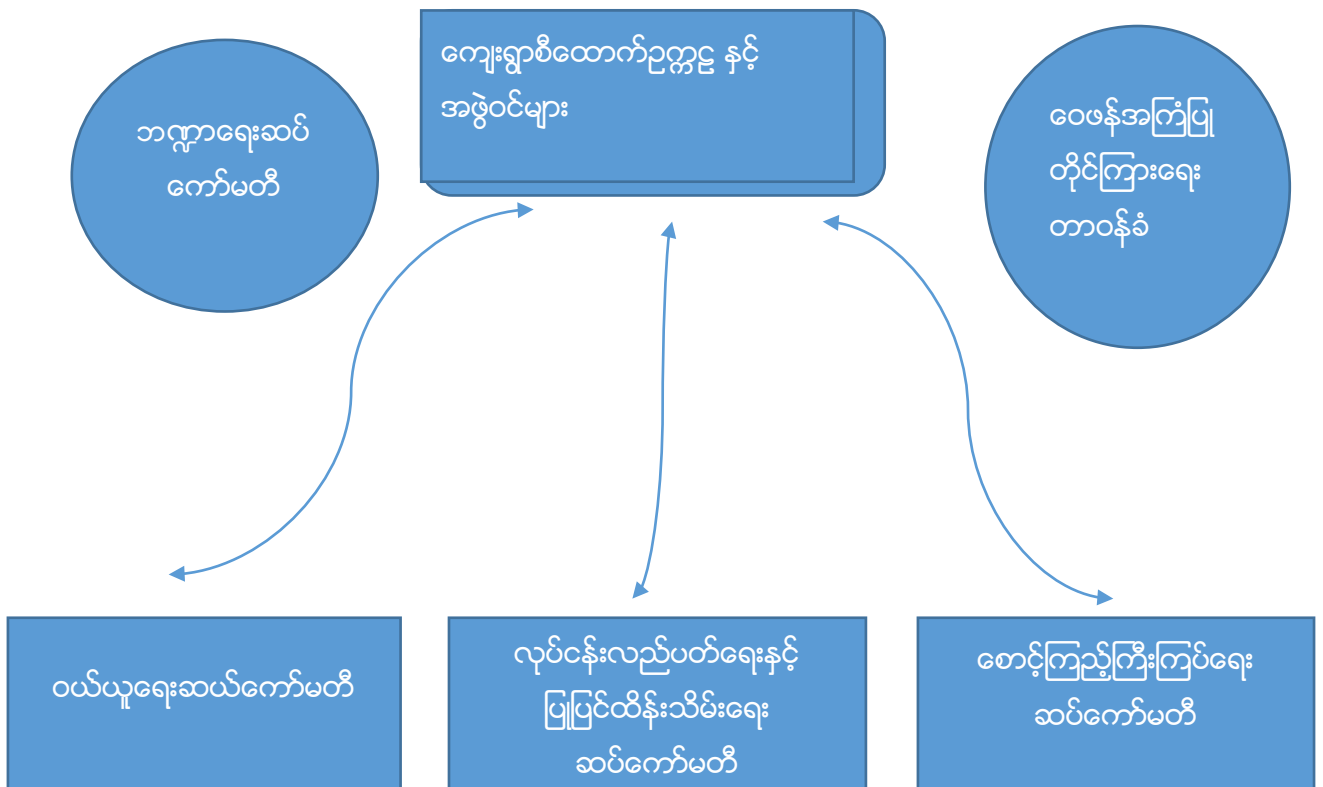 ကျေးရွာစီထောက်ဥက္ကဠ နှင့်
အဖွဲ့ဝင်များ
ဘဏ္ဍာရေးဆပ်
ကော်မတီ
ဝေဖန်အကြံပြု
တိုင်ကြားရေး
တာဝန်ခံ
ဝယ်ယူရေးဆယ်ကော်မတီ
လုပ်ငန်းလည်ပတ်ရေးနှင့်
ပြုပြင်ထိန်းသိမ်းရေး
ဆပ်ကော်မတီ
စောင့်ကြည့်ကြီးကြပ်ရေး
ဆပ်ကော်မတီ